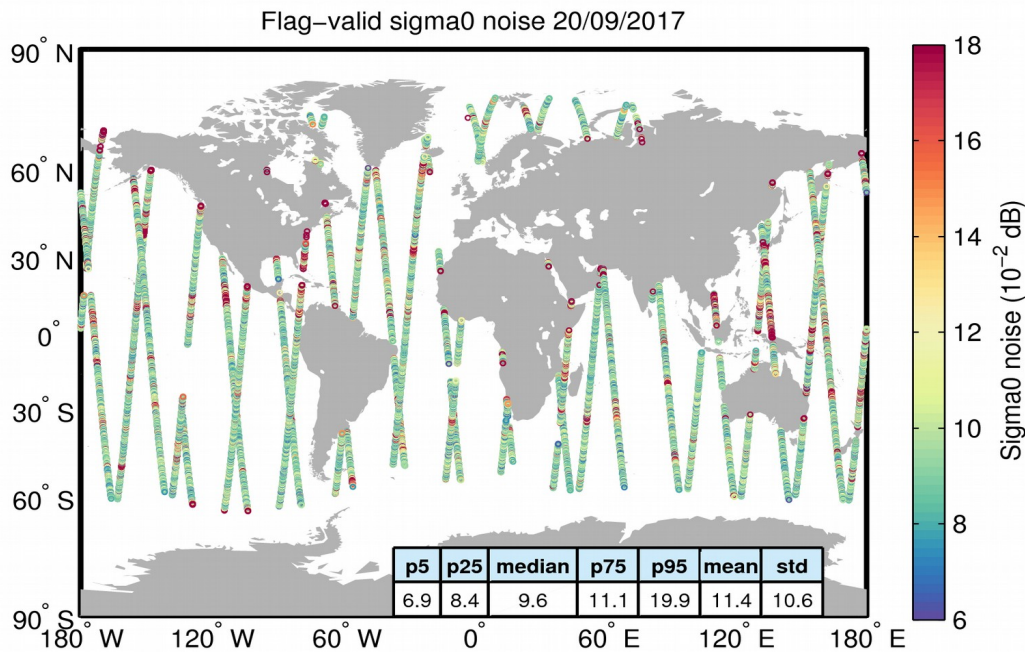 Flag−valid sigma0 noise 20/09/2017
90° N
60° N
30° N
0°
30° S
60° S
90° S
180° W
120° W
60° W
0°
60° E
120° E
180° E
p5 p25 median p75 p95 mean std
6.9 8.4 9.6 11.1 19.9 11.4 10.6
18
16
14
12
10
8
6
Sigma0 noise (10⁻² dB)